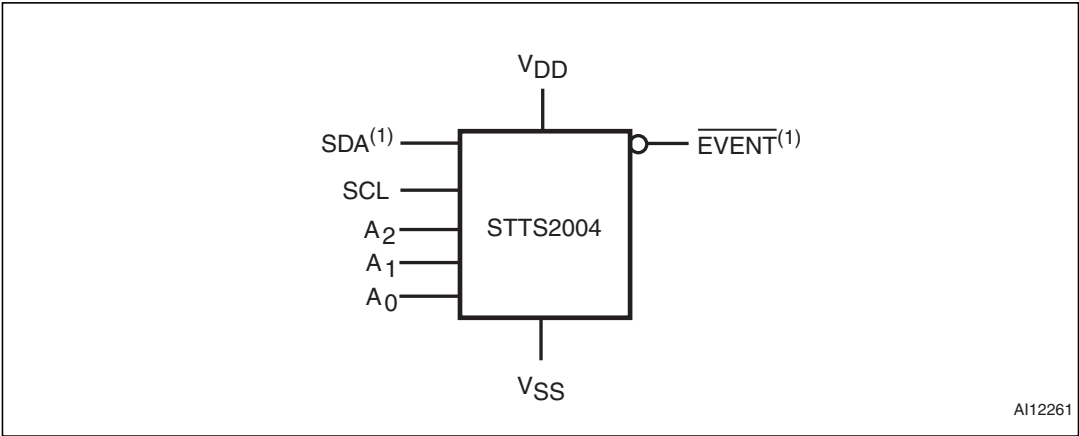 VDD
SDA(1)
EVENT(1)
SCL
A2
STTS2004
A1
A0
VSS
AI12261